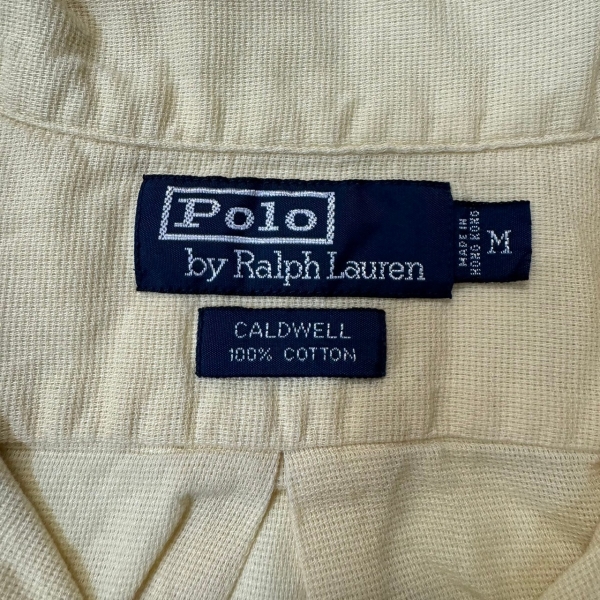 Polo
by Ralph Lauren
MADE IN
HONG KONG
M
CALDWELL
100% COTTON